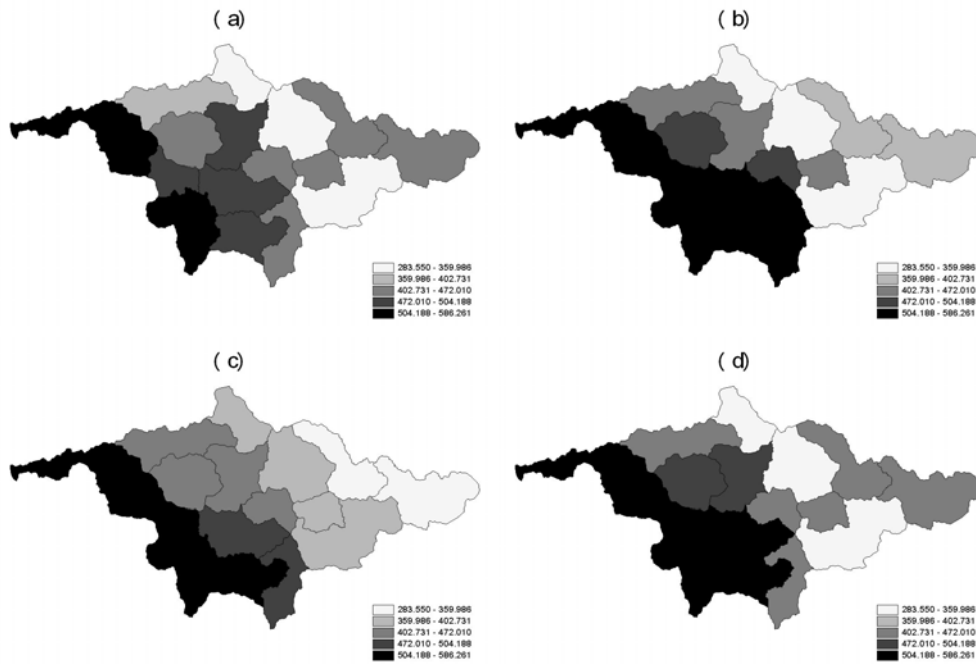 ( a)
( b)
283.550 - 359.986
359.986 - 402.731
402.731 - 472.010
472.010 - 504.188
504.188 - 586.261
283.550 - 359.986
359.986 - 402.731
402.731 - 472.010
472.010 - 504.188
504.188 - 586.261
( c)
( d)
283.550 - 359.986
359.986 - 402.731
402.731 - 472.010
472.010 - 504.188
504.188 - 586.261
283.550 - 359.986
359.986 - 402.731
402.731 - 472.010
472.010 - 504.188
504.188 - 586.261